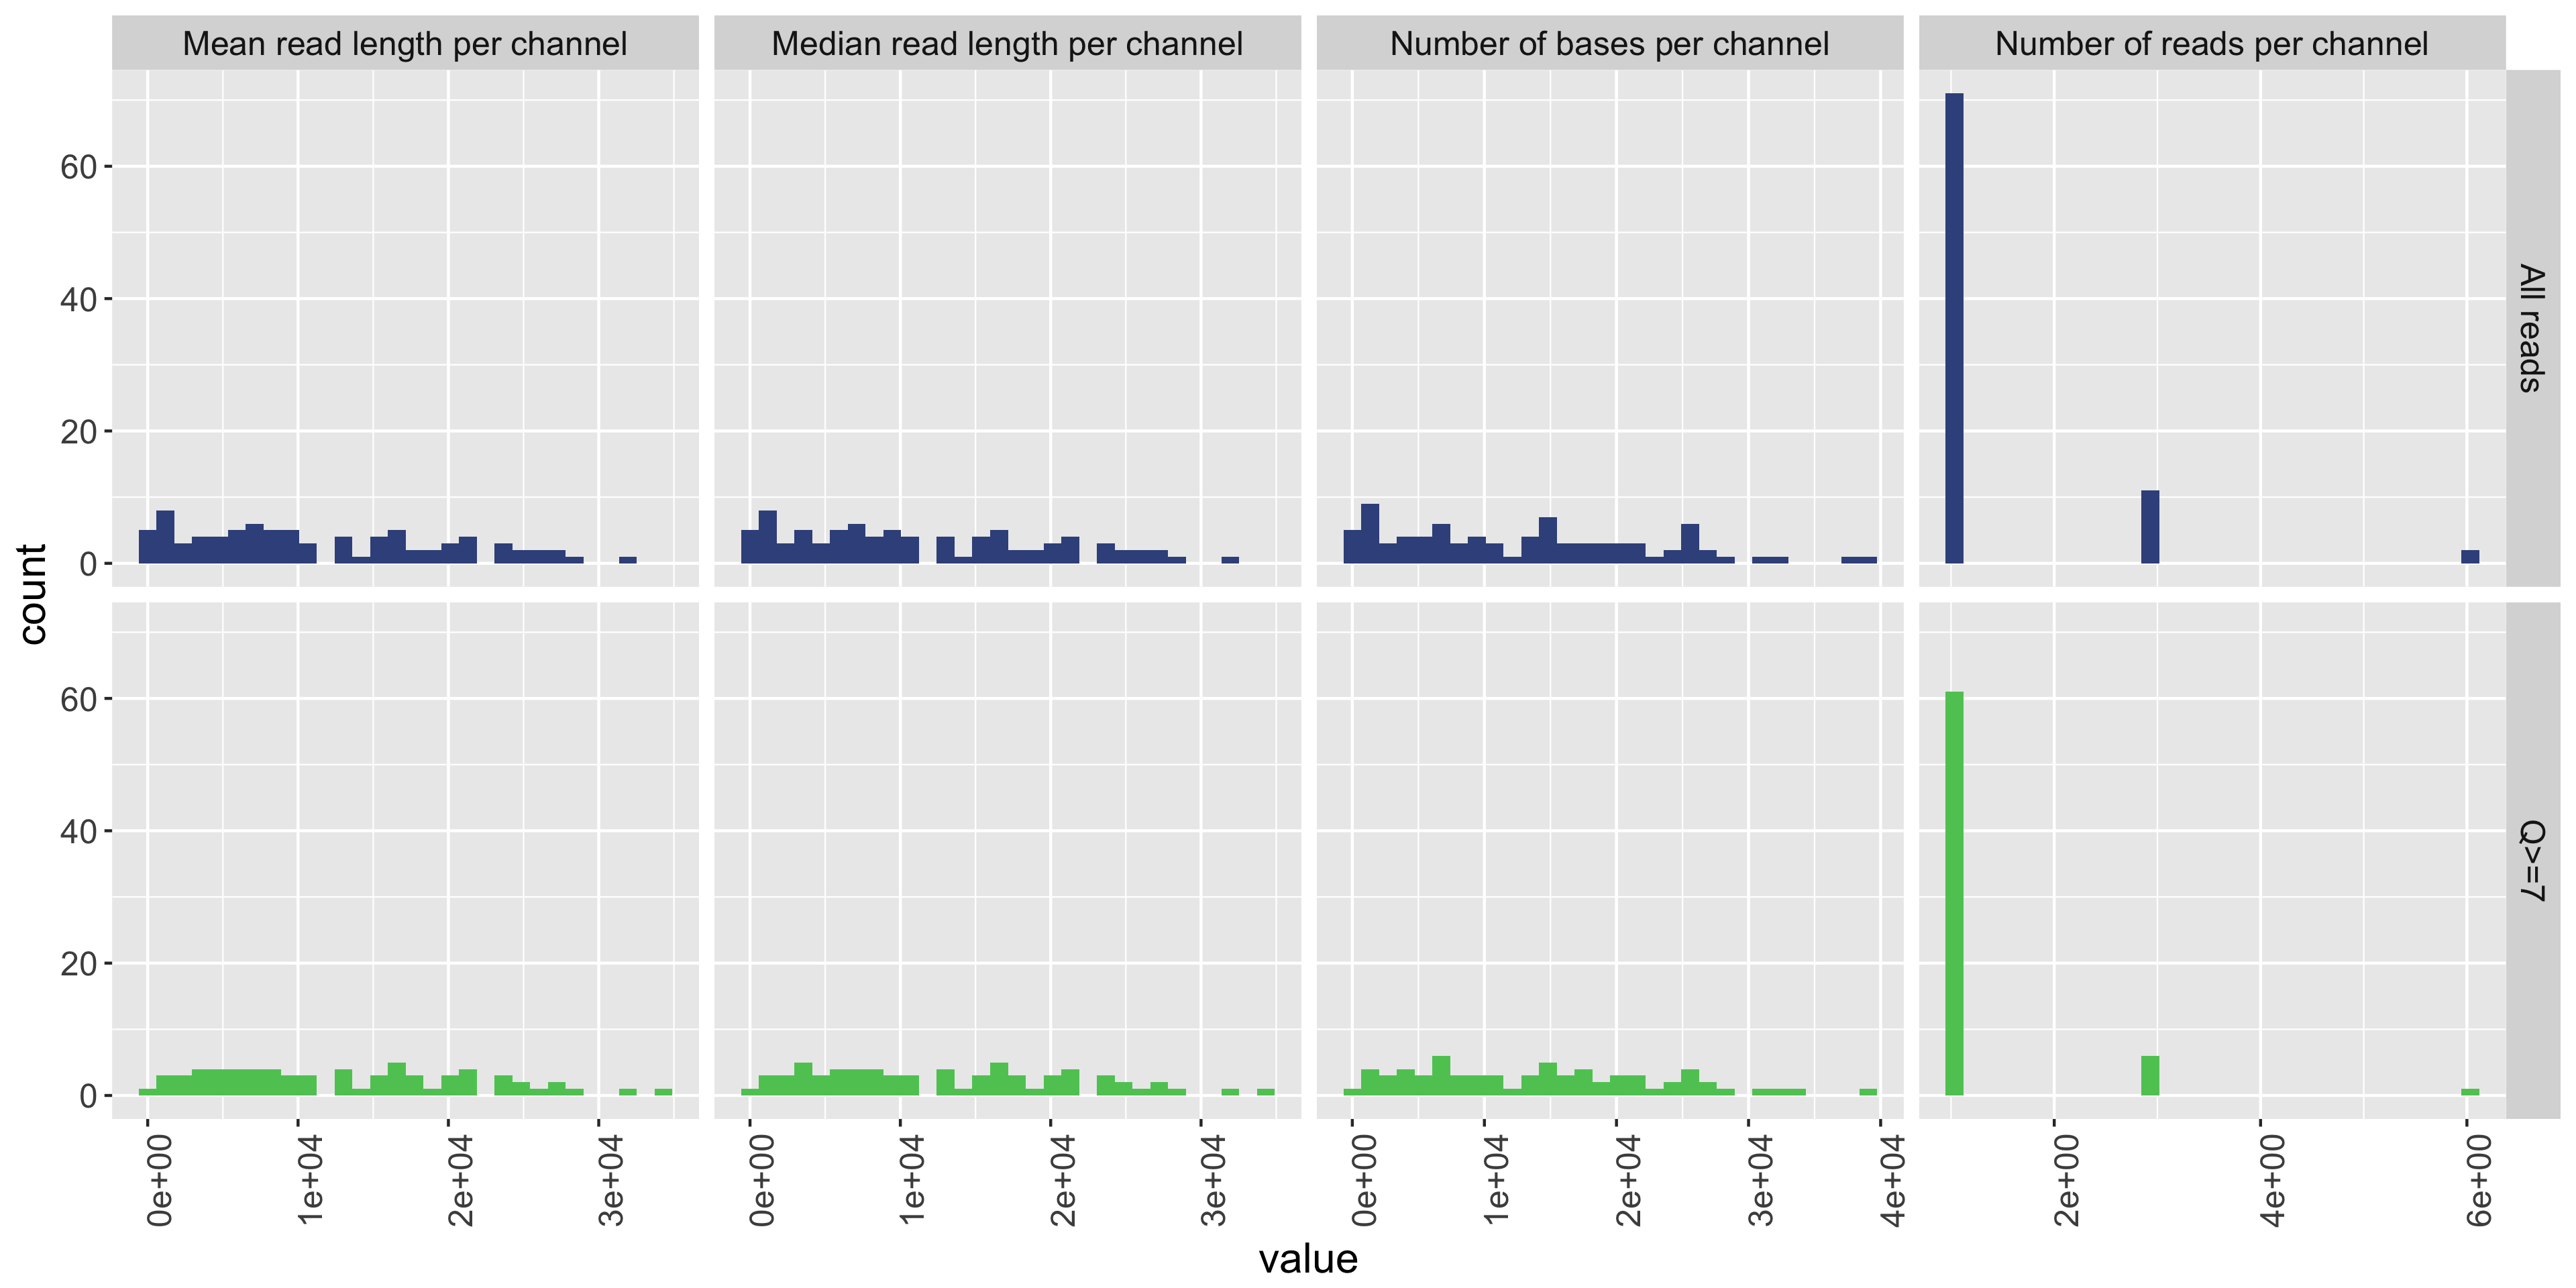 Mean read length per channel
Median read length per channel
Number of bases per channel
Number of reads per channel
60
40
20
0
All reads
60
40
20
0
Q>=7
count
0e+00
1e+04
2e+04
3e+04
0e+00
1e+04
2e+04
3e+04
0e+00
1e+04
2e+04
3e+04
4e+04
2e+00
4e+00
6e+00
value